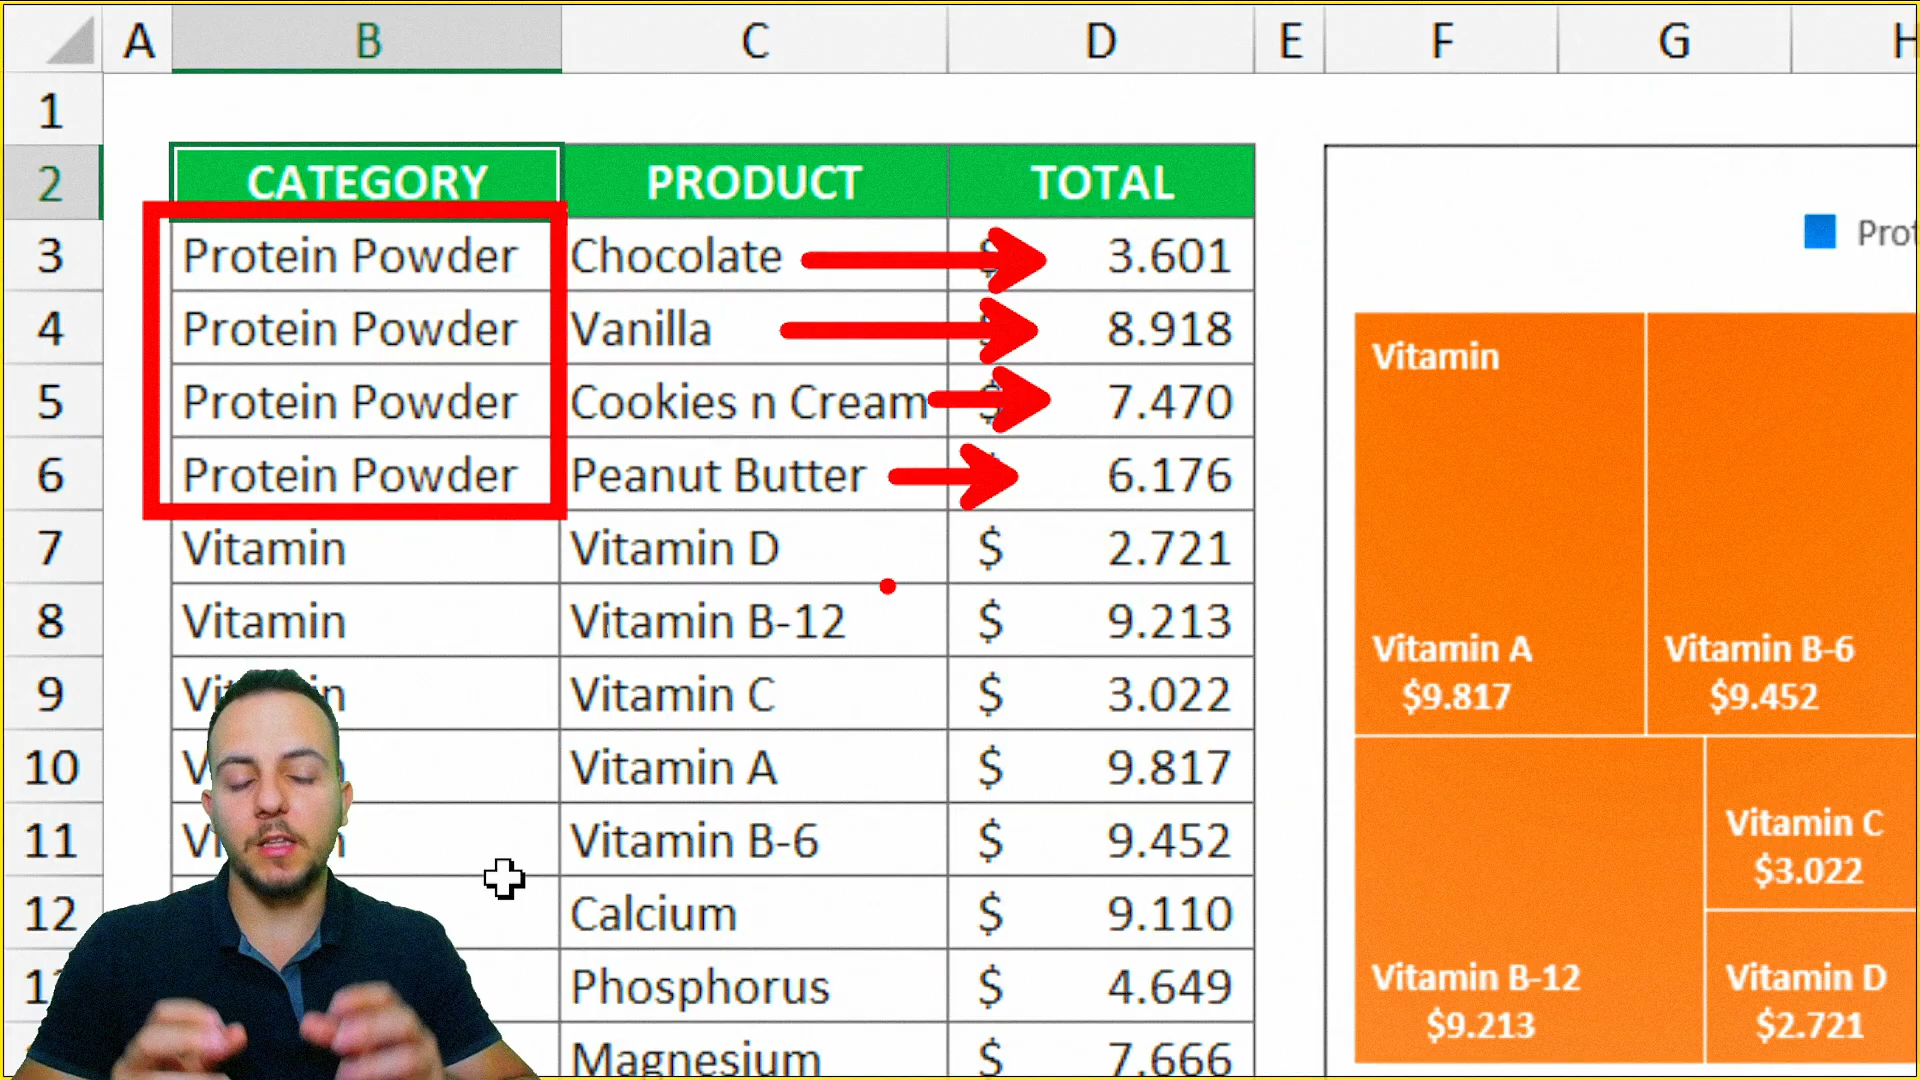 A B C D E F G H
1
2 CATEGORY PRODUCT TOTAL
3 Protein Powder Chocolate $ 3.601
4 Protein Powder Vanilla 8.918
5 Protein Powder Cookies n Cream $ 7.470
6 Protein Powder Peanut Butter 6.176
7 Vitamin Vitamin D $ 2.721
8 Vitamin Vitamin B-12 $ 9.213
9 Vitamin C $ 3.022
10 Vitamin A $ 9.817
11 Vitamin B-6 $ 9.452
12 Calcium $ 9.110
Phosphorus $ 4.649
Magnesium $ 7.666
Prot
Vitamin
Vitamin A
$9.817
Vitamin B-6
$9.452
Vitamin C
$3.022
Vitamin B-12
$9.213
Vitamin D
$2.721